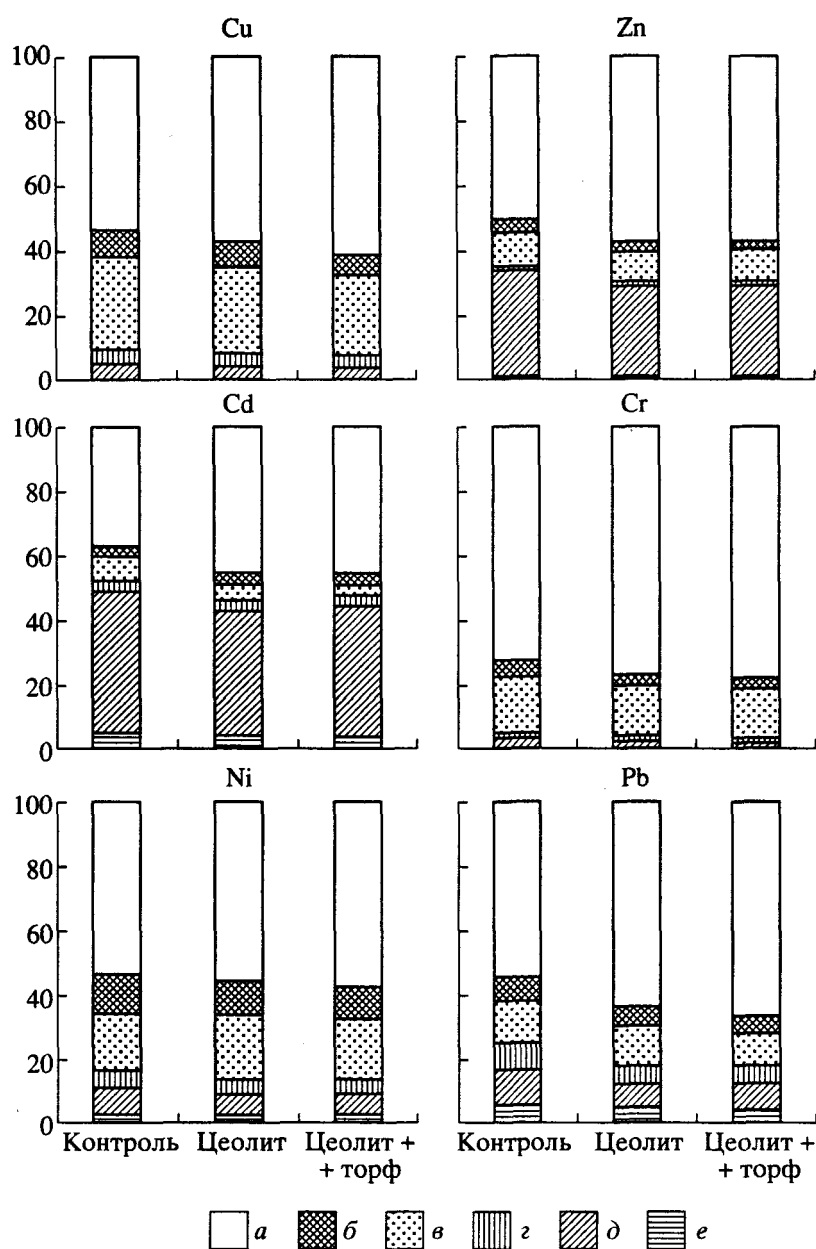 Cu
Zn
100
80
60
40
20
0
Cd
Cr
100
80
60
40
20
0
Ni
Pb
100
80
60
40
20
0
Контроль Цеолит Цеолит +
+ торф
Контроль Цеолит Цеолит +
+ торф
а б в г д е